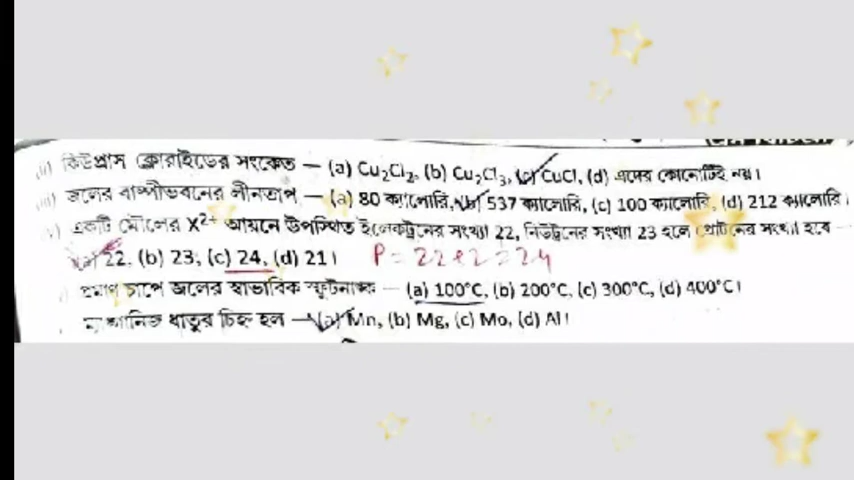 (ii) কিউপ্রাস ক্লোরাইডের সংকেত — (a) Cu₂Cl₂, (b) Cu₂Cl₃, (c) CuCl, (d) এদের কোনোটিই নয়।
(iii) জলের বাষ্পীভবনের লীনতাপ — (a) 80 ক্যালোরি, (b) 537 ক্যালোরি, (c) 100 ক্যালোরি, (d) 212 ক্যালোরি।
একটি মৌলের X²⁺ আয়নে উপস্থিত ইলেকট্রনের সংখ্যা 22, নিউট্রনের সংখ্যা 23 হলে প্রোটনের সংখ্যা হবে —
(a) 22, (b) 23, (c) 24, (d) 21। P = 22+2 = 24
প্রমাণ চাপে জলের স্বাভাবিক স্ফুটনাঙ্ক — (a) 100°C, (b) 200°C, (c) 300°C, (d) 400°C।
ম্যাঙ্গানিজ ধাতুর চিহ্ন হল — (a) Mn, (b) Mg, (c) Mo, (d) Al।